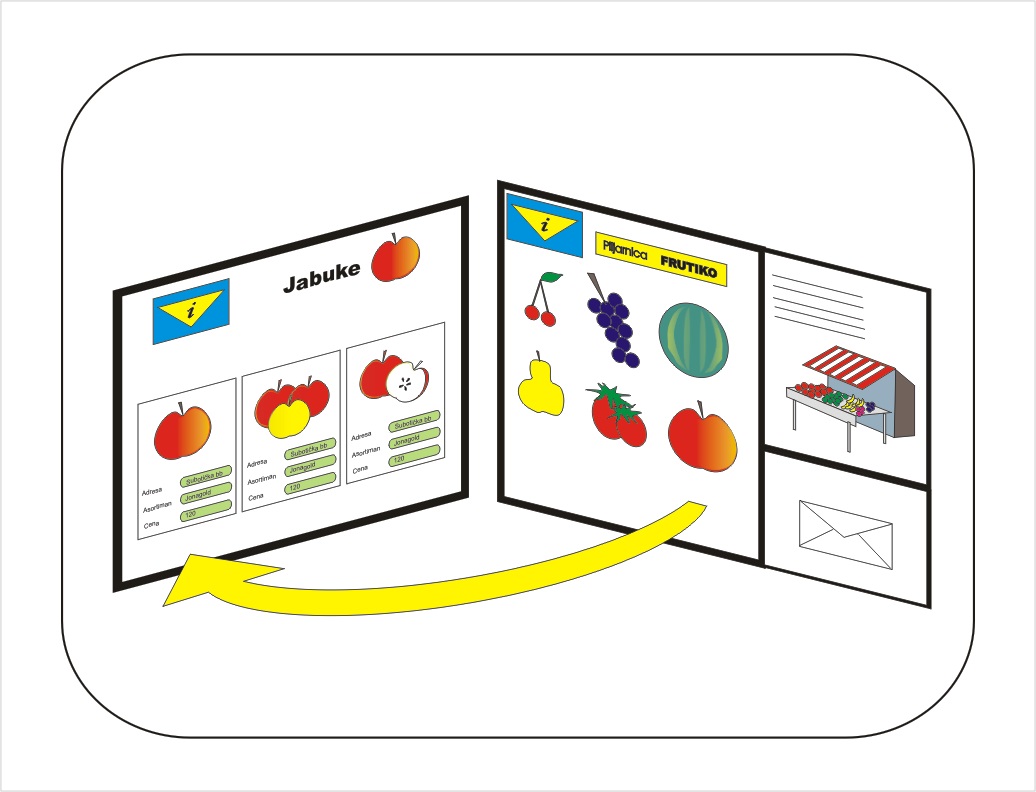 Jabuke
i
Adresa Subotička bb
Asortiman Jonagold
Cena 120
Adresa Subotička bb
Asortiman Jonagold
Cena 120
Adresa Subotička bb
Asortiman Jonagold
Cena 120
i
Piljarnica FRUTIKO